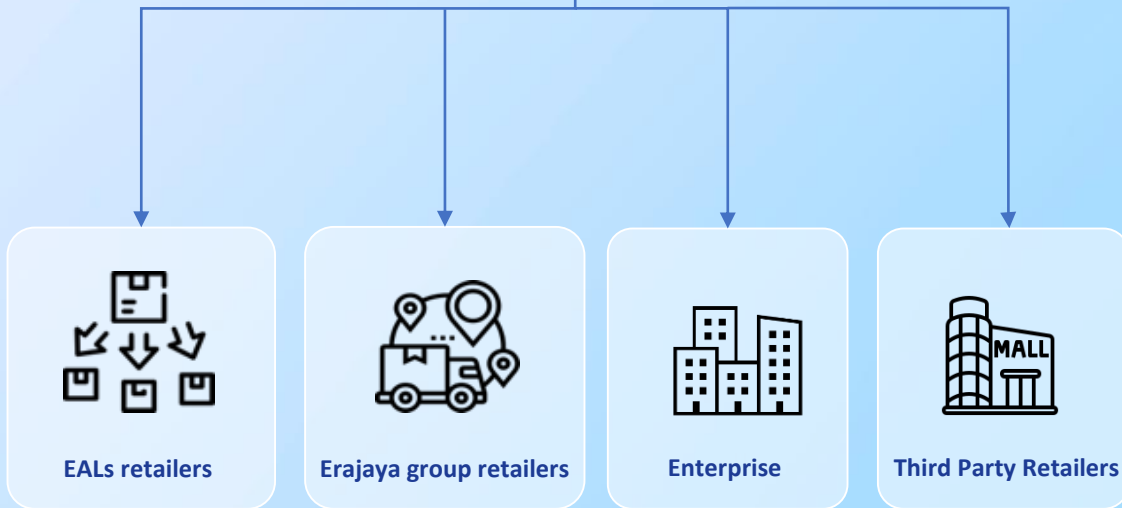 MALL
EALs retailers
Erajaya group retailers
Enterprise
Third Party Retailers